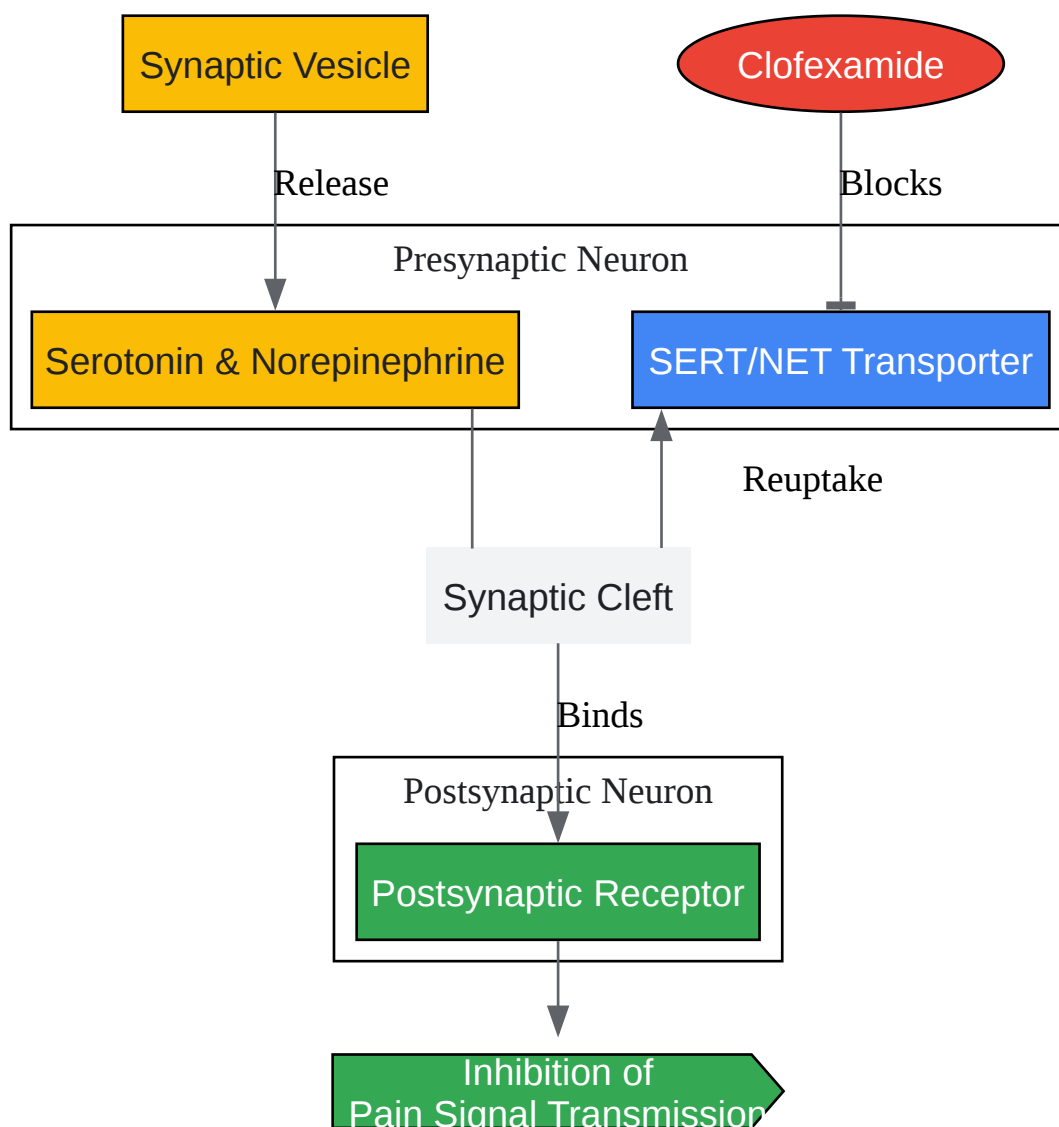 Synaptic Vesicle
Clofexamide
Release
Blocks
Presynaptic Neuron
Serotonin & Norepinephrine
SERT/NET Transporter
Reuptake
Synaptic Cleft
Binds
Postsynaptic Neuron
Postsynaptic Receptor
Inhibition of
Pain Signal Transmission